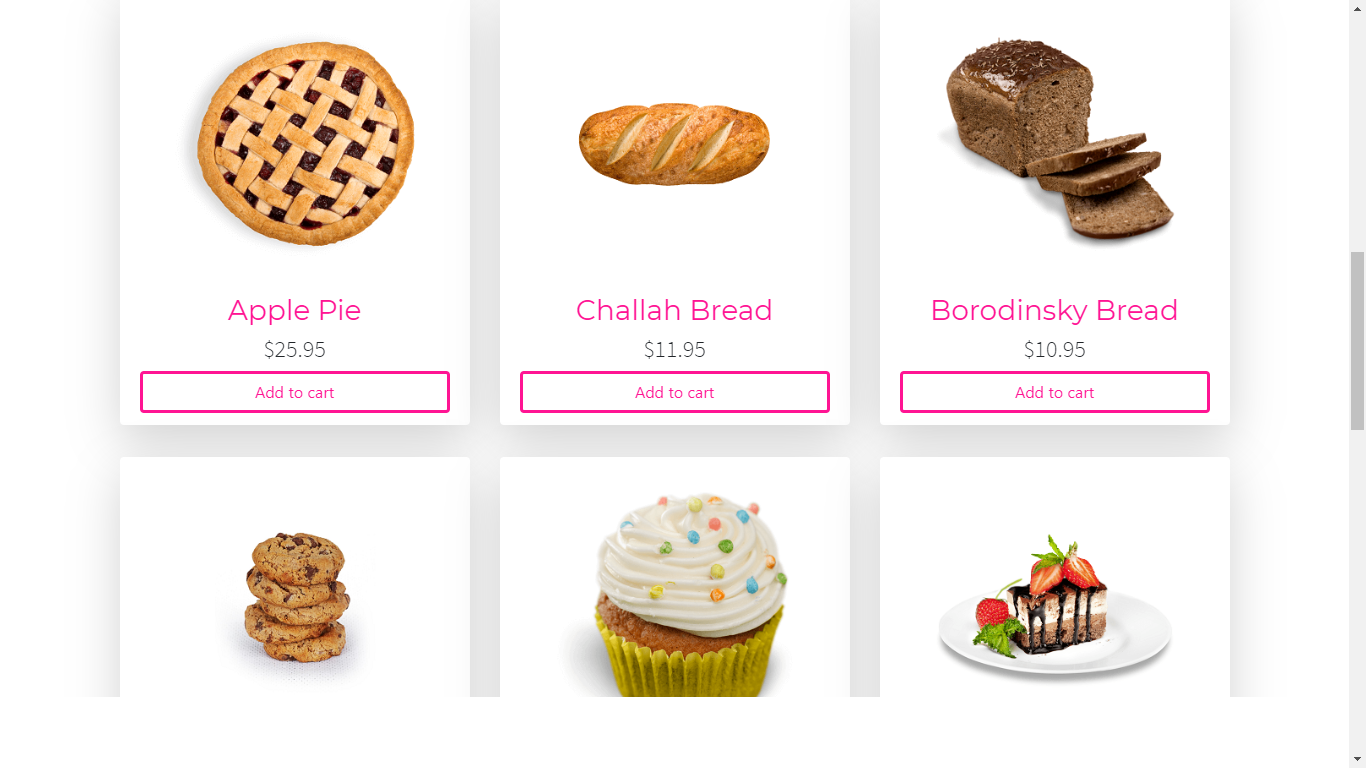 Apple Pie
$25.95
Add to cart
Challah Bread
$11.95
Add to cart
Borodinsky Bread
$10.95
Add to cart